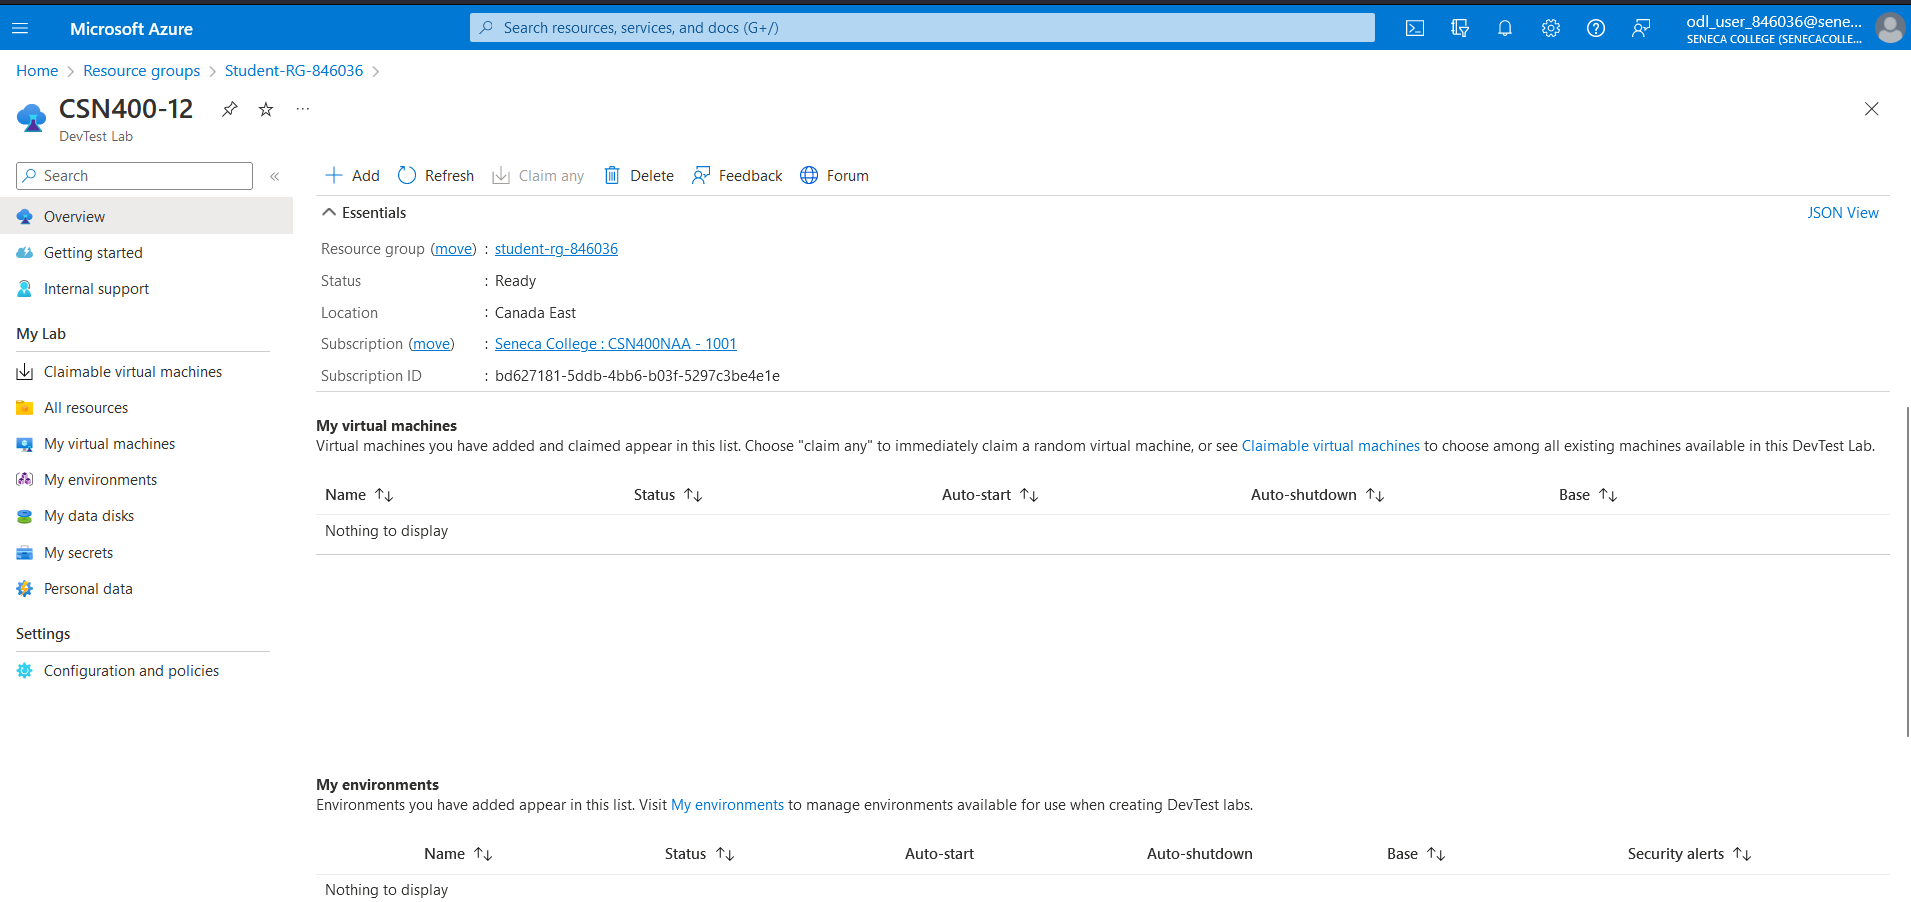 Microsoft Azure
Search resources, services, and docs (G+/)
odl_user_846036@sene...
SENECA COLLEGE (SENECACOLLE...
Home > Resource groups > Student-RG-846036 >
CSN400-12
DevTest Lab
Search
Overview
Getting started
Internal support
My Lab
Claimable virtual machines
All resources
My virtual machines
My environments
My data disks
My secrets
Personal data
Settings
Configuration and policies
Add Refresh Claim any Delete Feedback Forum
Essentials
JSON View
Resource group (move) : student-rg-846036
Status : Ready
Location : Canada East
Subscription (move) : Seneca College : CSN400NAA - 1001
Subscription ID : bd627181-5ddb-4bb6-b03f-5297c3be4e1e
My virtual machines
Virtual machines you have added and claimed appear in this list. Choose "claim any" to immediately claim a random virtual machine, or see Claimable virtual machines to choose among all existing machines available in this DevTest Lab.
Name Status Auto-start Auto-shutdown Base
Nothing to display
My environments
Environments you have added appear in this list. Visit My environments to manage environments available for use when creating DevTest labs.
Name Status Auto-start Auto-shutdown Base Security alerts
Nothing to display